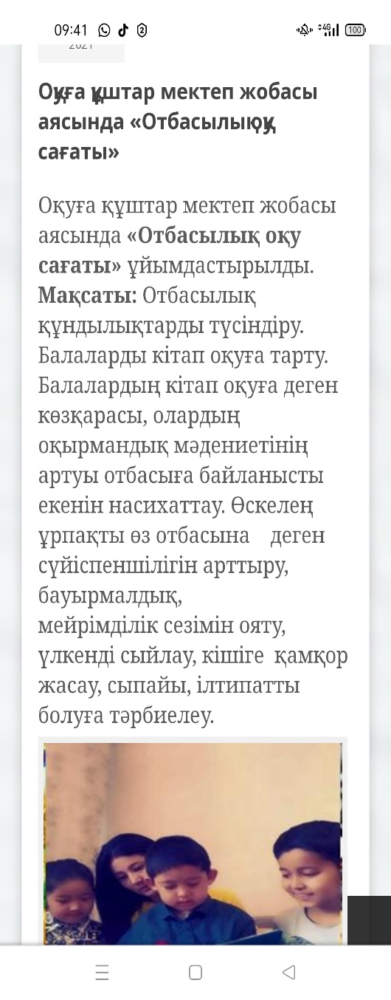 09:41
4G
100
2021
Оқуға құштар мектеп жобасы
аясында «Отбасылық оқу
сағаты»
Оқуға құштар мектеп жобасы
аясында «Отбасылық оқу
сағаты» ұйымдастырылды.
Мақсаты: Отбасылық
құндылықтарды түсіндіру.
Балаларды кітап оқуға тарту.
Балалардың кітап оқуға деген
көзқарасы, олардың
оқырмандық мәдениетінің
артуы отбасыға байланысты
екенін насихаттау. Өскелең
ұрпақты өз отбасына деген
сүйіспеншілігін арттыру,
бауырмалдық,
мейрімділік сезімін ояту,
үлкенді сыйлау, кішіге қамқор
жасау, сыпайы, ілтипатты
болуға тәрбиелеу.